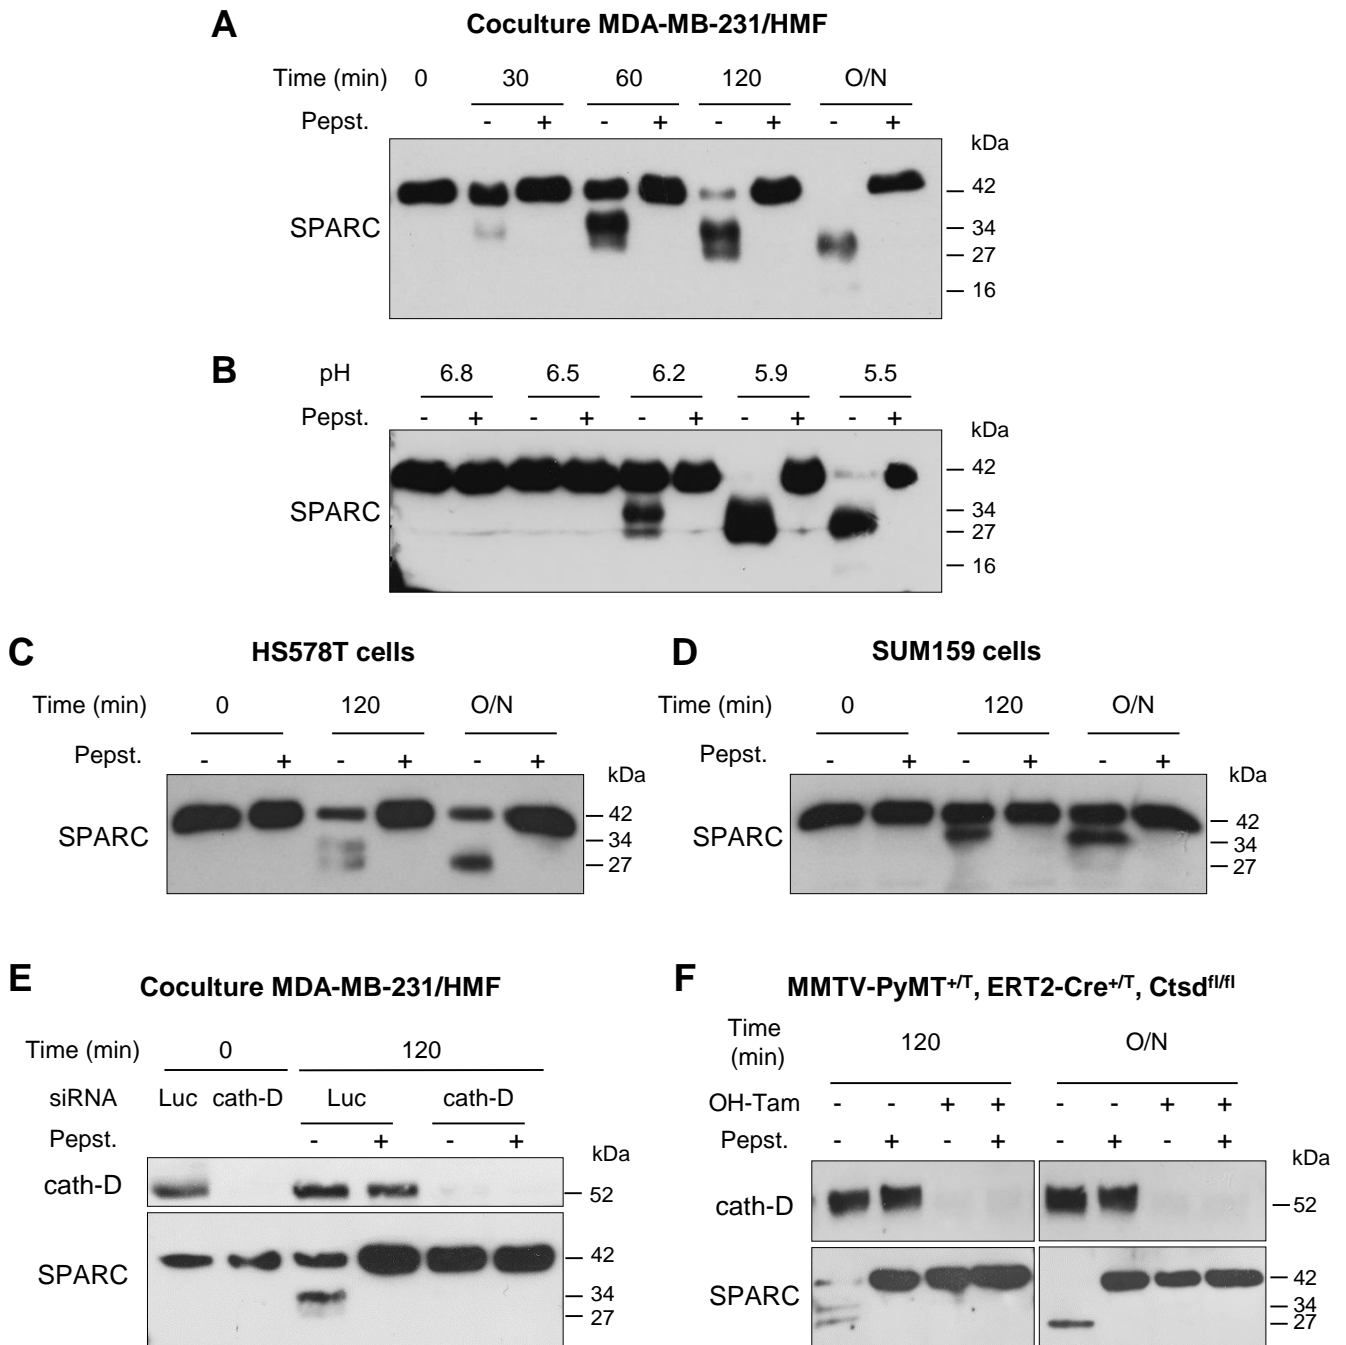 A
Coculture MDA-MB-231/HMF
Time (min) 0 30 60 120 O/N
Pepst. - + - + - + - +
kDa
SPARC
42
34
27
16
B
pH 6.8 6.5 6.2 5.9 5.5
Pepst. - + - + - + - + - +
kDa
SPARC
42
34
27
16
C
HS578T cells
Time (min) 0 120 O/N
Pepst. - + - + - +
kDa
SPARC
42
34
27
D
SUM159 cells
Time (min) 0 120 O/N
Pepst. - + - + - +
kDa
SPARC
42
34
27
E
Coculture MDA-MB-231/HMF
Time (min) 0 120
siRNA Luc cath-D Luc cath-D
Pepst. - + - +
kDa
cath-D 52
SPARC
42
34
27
F
MMTV-PyMT+/T, ERT2-Cre+/T, Ctsdfl/fl
Time
(min) 120 O/N
OH-Tam - - + + - - + +
Pepst. - + - + - + - +
kDa
cath-D 52
SPARC
42
34
27